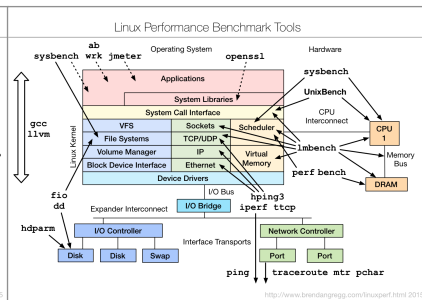 Linux Performance Benchmark Tools
ab
sysbench wrk jmeter
Operating System
openssl
Hardware
sysbench
UnixBench
Applications
System Libraries
System Call Interface
CPU
Interconnect
gcc
llvm
Linux Kernel
VFS
Sockets
Scheduler
File Systems
TCP/UDP
Volume Manager
IP
Virtual
Memory
Block Device Interface
Ethernet
Device Drivers
CPU
1
lmbench
Memory
Bus
perf bench
DRAM
fio
dd
I/O Bus
I/O Bridge
hping3
iperf ttcp
Expander Interconnect
hdparm
I/O Controller
Network Controller
Interface Transports
Disk
Disk
Swap
Port
Port
ping
traceroute mtr pchar
http://www.brendangregg.com/linuxperf.html 2015